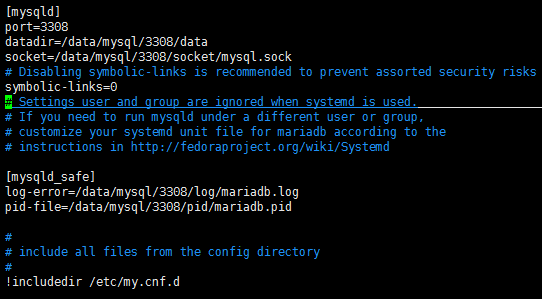 [mysqld]
port=3308
datadir=/data/mysql/3308/data
socket=/data/mysql/3308/socket/mysql.sock
# Disabling symbolic-links is recommended to prevent assorted security risks
symbolic-links=0
# Settings user and group are ignored when systemd is used.
# If you need to run mysqld under a different user or group,
# customize your systemd unit file for mariadb according to the
# instructions in http://fedoraproject.org/wiki/Systemd
[mysqld_safe]
log-error=/data/mysql/3308/log/mariadb.log
pid-file=/data/mysql/3308/pid/mariadb.pid
#
# include all files from the config directory
#
!includedir /etc/my.cnf.d